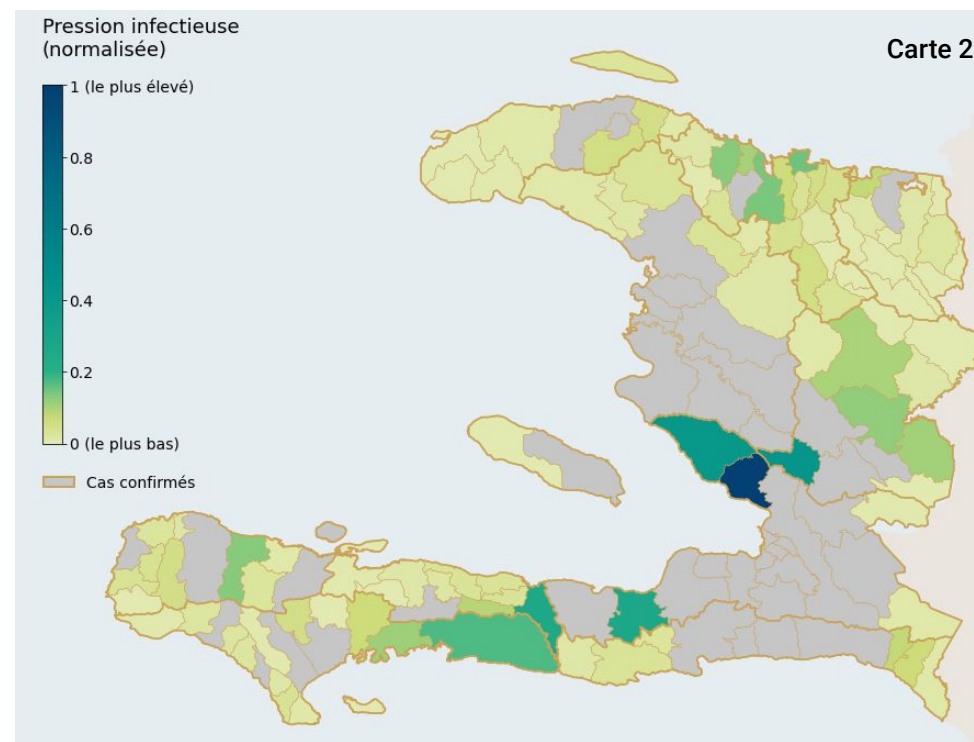 Pression infectieuse
(normalisée)
Carte 2
1 (le plus élevé)
0.8
0.6
0.4
0.2
0 (le plus bas)
Cas confirmés